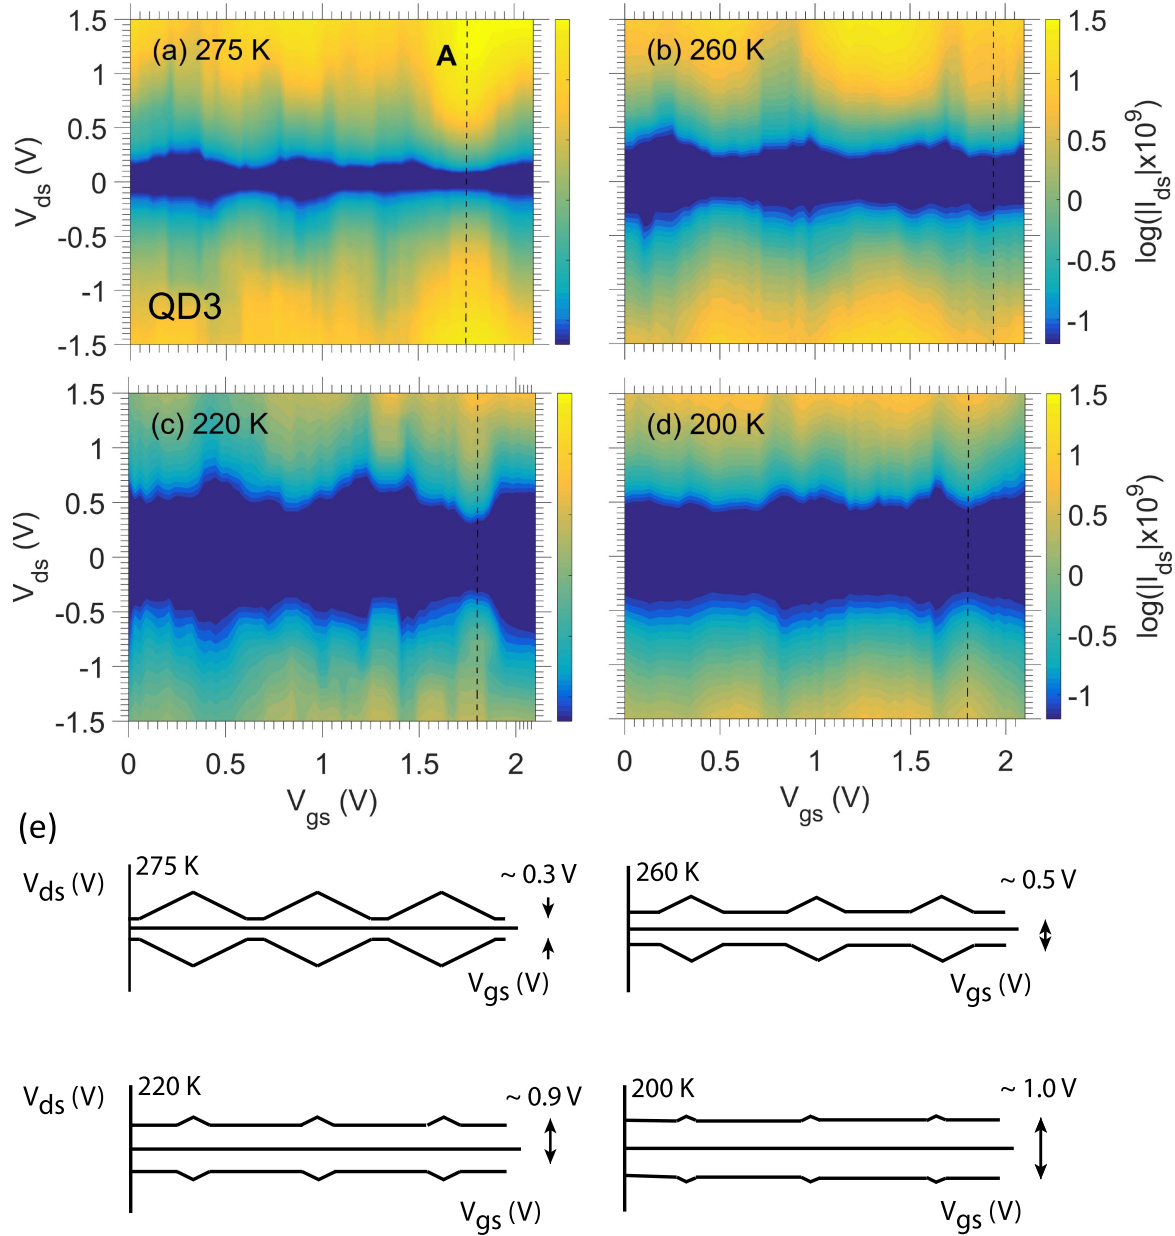 (a) 275 K
A
QD3
V_ds (V)
1.5
1
0.5
0
-0.5
-1
-1.5
(b) 260 K
1.5
1
0.5
0
-0.5
-1
log(|I_ds|x10^9)
(c) 220 K
V_ds (V)
1.5
1
0.5
0
-0.5
-1
-1.5
0
0.5
1
1.5
2
V_gs (V)
(d) 200 K
0
0.5
1
1.5
2
V_gs (V)
1.5
1
0.5
0
-0.5
-1
log(|I_ds|x10^9)
(e)
V_ds (V)
275 K
~ 0.3 V
V_gs (V)
260 K
~ 0.5 V
V_gs (V)
V_ds (V)
220 K
~ 0.9 V
V_gs (V)
200 K
~ 1.0 V
V_gs (V)